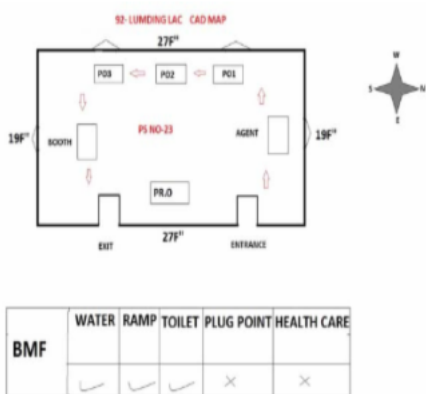 92- LUMDING LAC CAD MAP
27F"
PO3 PO2 PO1
W
S N
E
19F" BOOTH PS NO-23 AGENT 19F"
PR.O
EXIT 27F" ENTRANCE
BMF WATER RAMP TOILET PLUG POINT HEALTH CARE